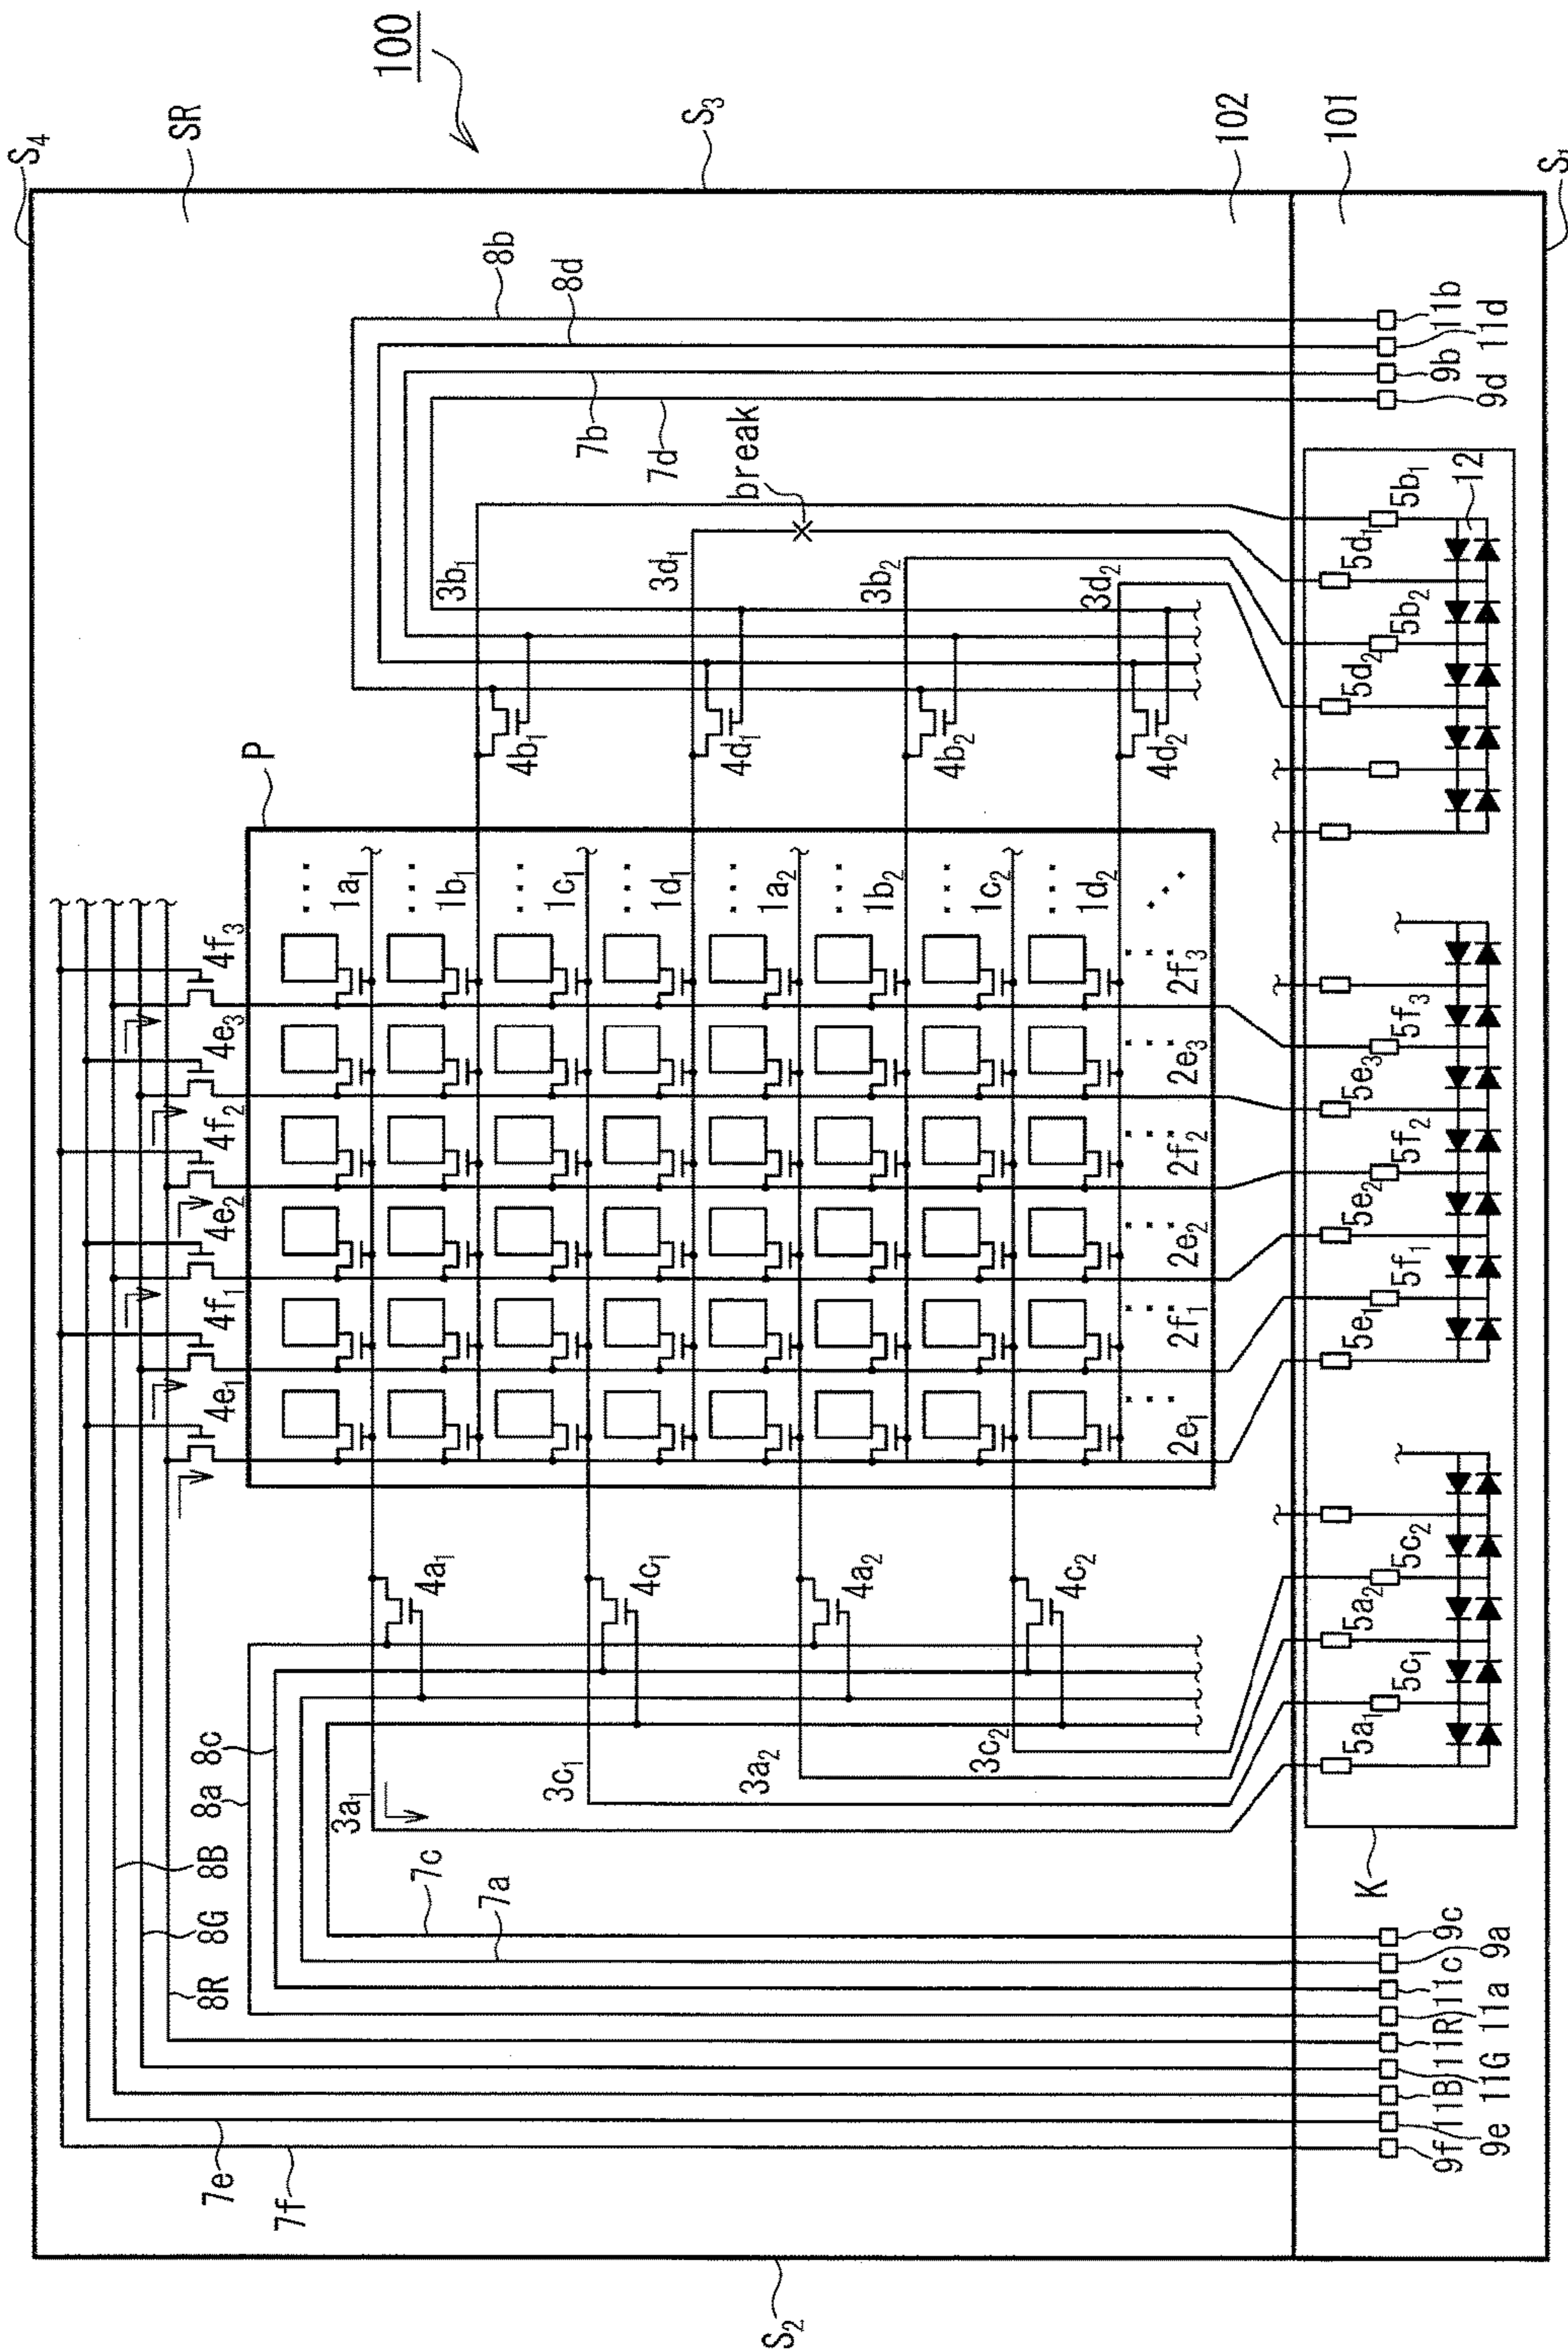 100
S₄
SR
S₃
102
101
S₁
8b
8d
7b
7d
break
11b
11d
9b
9d
3b₁
3d₁
3b₂
3d₂
5b₁
12
5d₁
5b₂
5d₂
4b₁
4d₁
4b₂
4d₂
P
1a₁
1b₁
1c₁
1d₁
1a₂
1b₂
1c₂
1d₂
4f₃
4e₃
4f₂
4e₂
4f₁
4e₁
2f₃
2e₃
2f₂
2e₂
2f₁
2e₁
5f₃
5e₃
5f₂
5e₂
5f₁
5e₁
4a₁
4c₁
4a₂
4c₂
5c₂
5a₂
5c₁
5a₁
3a₁
3c₁
3a₂
3c₂
8c
8a
8B
8G
8R
7c
7a
K
9c
9a
11c
11a
11R
11G
11B
9e
9f
7e
7f
S₂